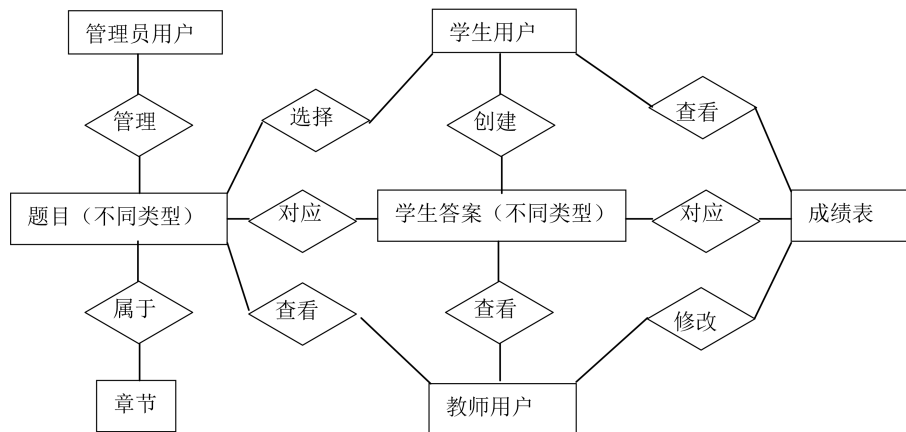 管理员用户
学生用户
管理
选择
创建
查看
题目（不同类型）
对应
学生答案（不同类型）
对应
成绩表
属于
查看
查看
修改
章节
教师用户